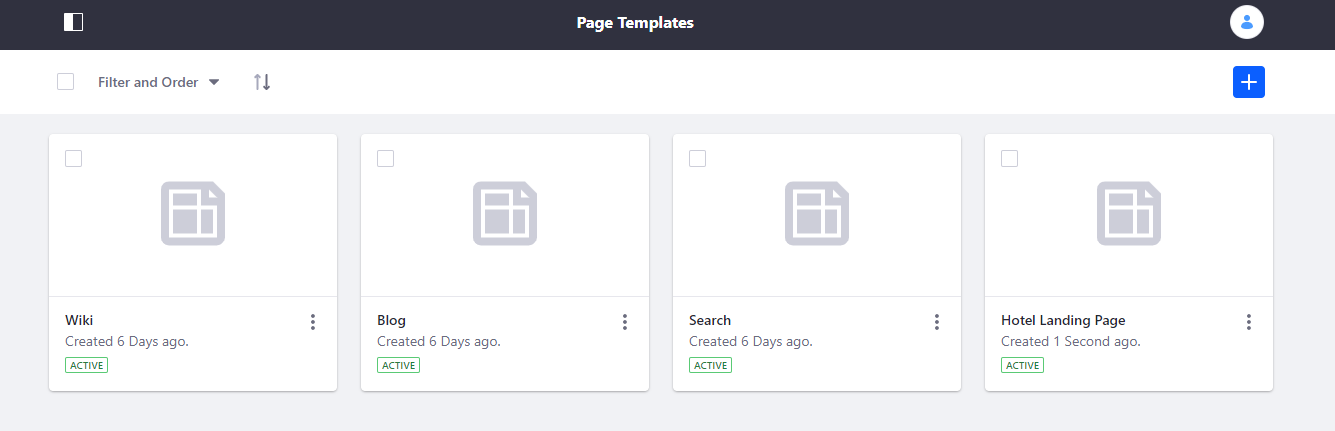 Page Templates
Filter and Order
Wiki
Created 6 Days ago.
ACTIVE
Blog
Created 6 Days ago.
ACTIVE
Search
Created 6 Days ago.
ACTIVE
Hotel Landing Page
Created 1 Second ago.
ACTIVE